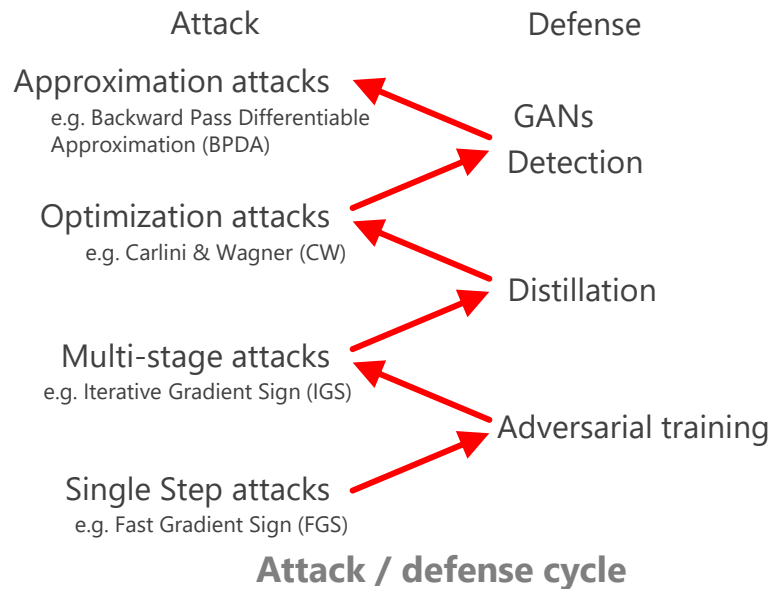 Attack
Defense
Approximation attacks
e.g. Backward Pass Differentiable
Approximation (BPDA)
GANs
Detection
Optimization attacks
e.g. Carlini & Wagner (CW)
Distillation
Multi-stage attacks
e.g. Iterative Gradient Sign (IGS)
Adversarial training
Single Step attacks
e.g. Fast Gradient Sign (FGS)
Attack / defense cycle